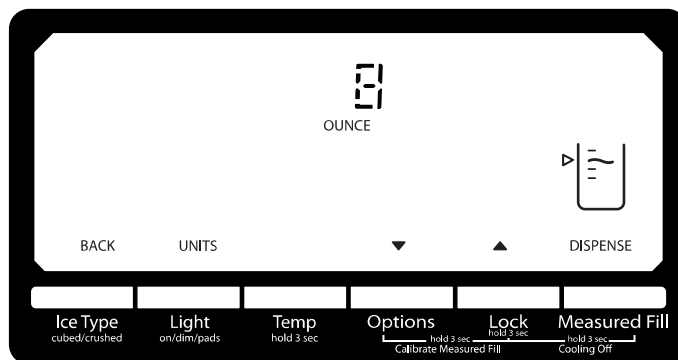 8
OUNCE
BACK UNITS DISPENSE
Ice Type Light Temp Options Lock Measured Fill
cubed/crushed on/dim/pads hold 3 sec hold 3 sec
hold 3 sec hold 3 sec
Calibrate Measured Fill Cooling Off